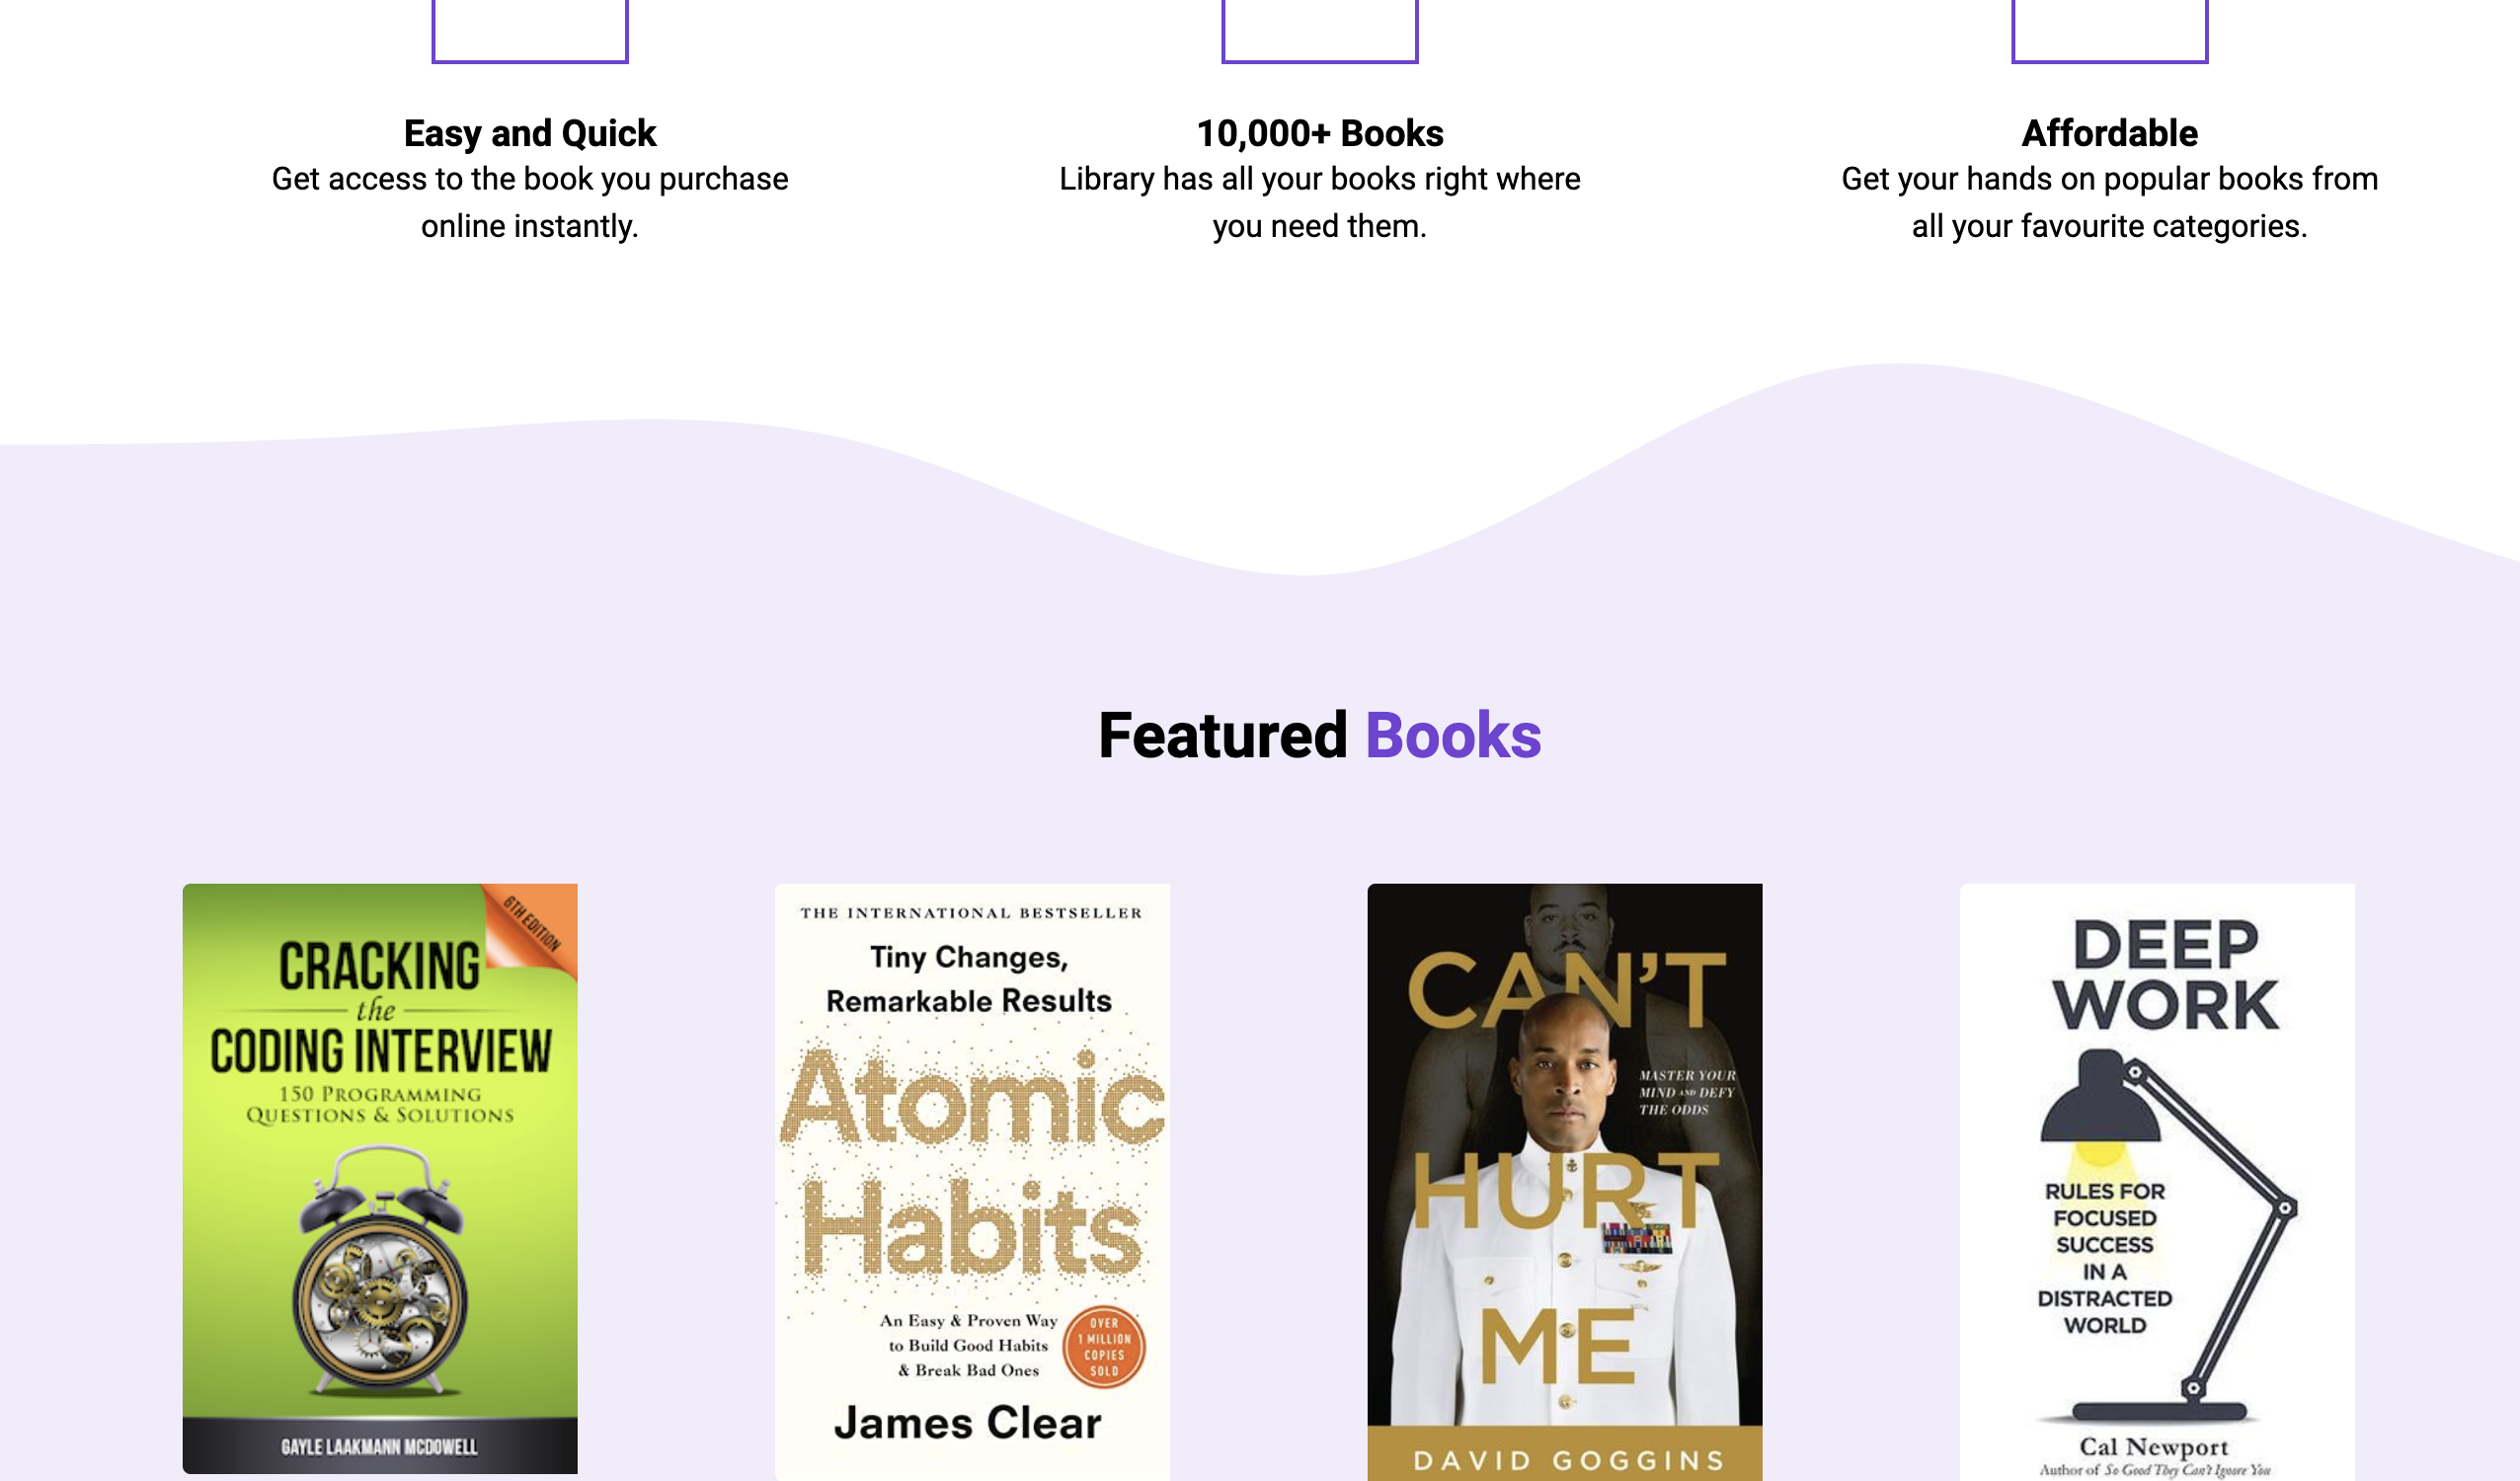 Easy and Quick
Get access to the book you purchase
online instantly.
10,000+ Books
Library has all your books right where
you need them.
Affordable
Get your hands on popular books from
all your favourite categories.
Featured Books
6TH EDITION
CRACKING
the
CODING INTERVIEW
150 PROGRAMMING
QUESTIONS & SOLUTIONS
GAYLE LAAKMANN MCDOWELL
THE INTERNATIONAL BESTSELLER
Tiny Changes,
Remarkable Results
Atomic
Habits
An Easy & Proven Way
to Build Good Habits
& Break Bad Ones
OVER
1 MILLION
COPIES
SOLD
James Clear
CAN'T
MASTER YOUR
MIND AND DEFY
THE ODDS
HURT
ME
DAVID GOGGINS
DEEP
WORK
RULES FOR
FOCUSED
SUCCESS
IN A
DISTRACTED
WORLD
Cal Newport
Author of So Good They Can't Ignore You